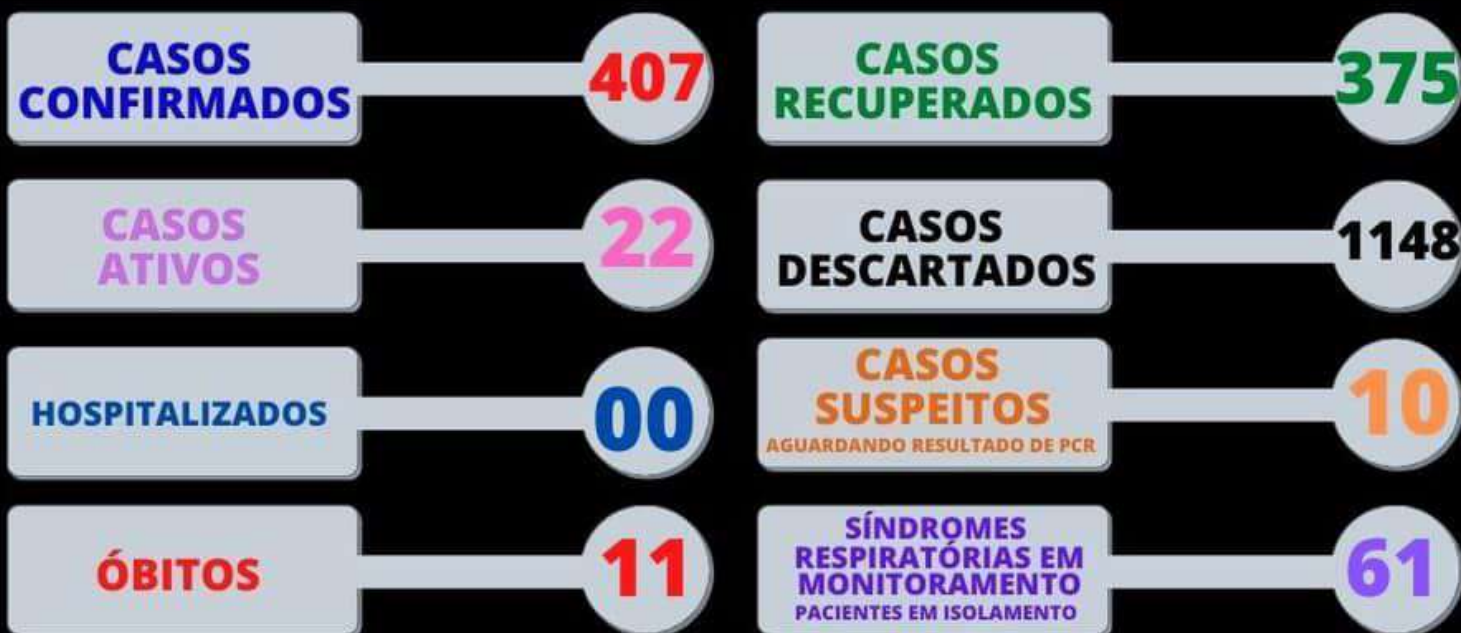 CASOS
CONFIRMADOS
407
CASOS
RECUPERADOS
375
CASOS
ATIVOS
22
CASOS
DESCARTADOS
1148
HOSPITALIZADOS
00
CASOS
SUSPEITOS
AGUARDANDO RESULTADO DE PCR
10
ÓBITOS
11
SÍNDROMES
RESPIRATÓRIAS EM
MONITORAMENTO
PACIENTES EM ISOLAMENTO
61